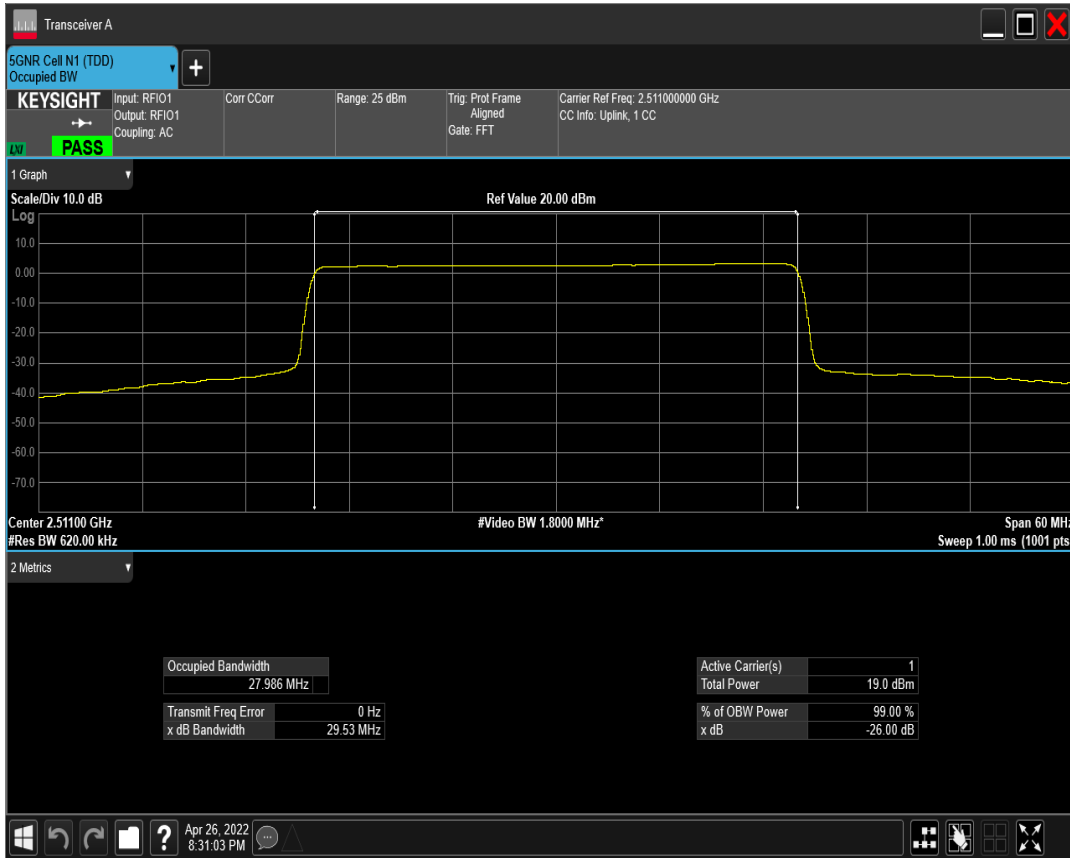 Transceiver A
5GNR Cell N1 (TDD)
Occupied BW
+
KEYSIGHT
LXI
PASS
Input: RFIO1
Output: RFIO1
Coupling: AC
Corr CCorr
Range: 25 dBm
Trig: Prot Frame
Aligned
Gate: FFT
Carrier Ref Freq: 2.511000000 GHz
CC Info: Uplink, 1 CC
1 Graph
Scale/Div 10.0 dB
Ref Value 20.00 dBm
Log
10.0
0.00
-10.0
-20.0
-30.0
-40.0
-50.0
-60.0
-70.0
Center 2.51100 GHz
#Video BW 1.8000 MHz*
Span 60 MHz
#Res BW 620.00 kHz
Sweep 1.00 ms (1001 pts
2 Metrics
Occupied Bandwidth
27.986 MHz
Transmit Freq Error 0 Hz
x dB Bandwidth 29.53 MHz
Active Carrier(s) 1
Total Power 19.0 dBm
% of OBW Power 99.00 %
x dB -26.00 dB
?
Apr 26, 2022
8:31:03 PM